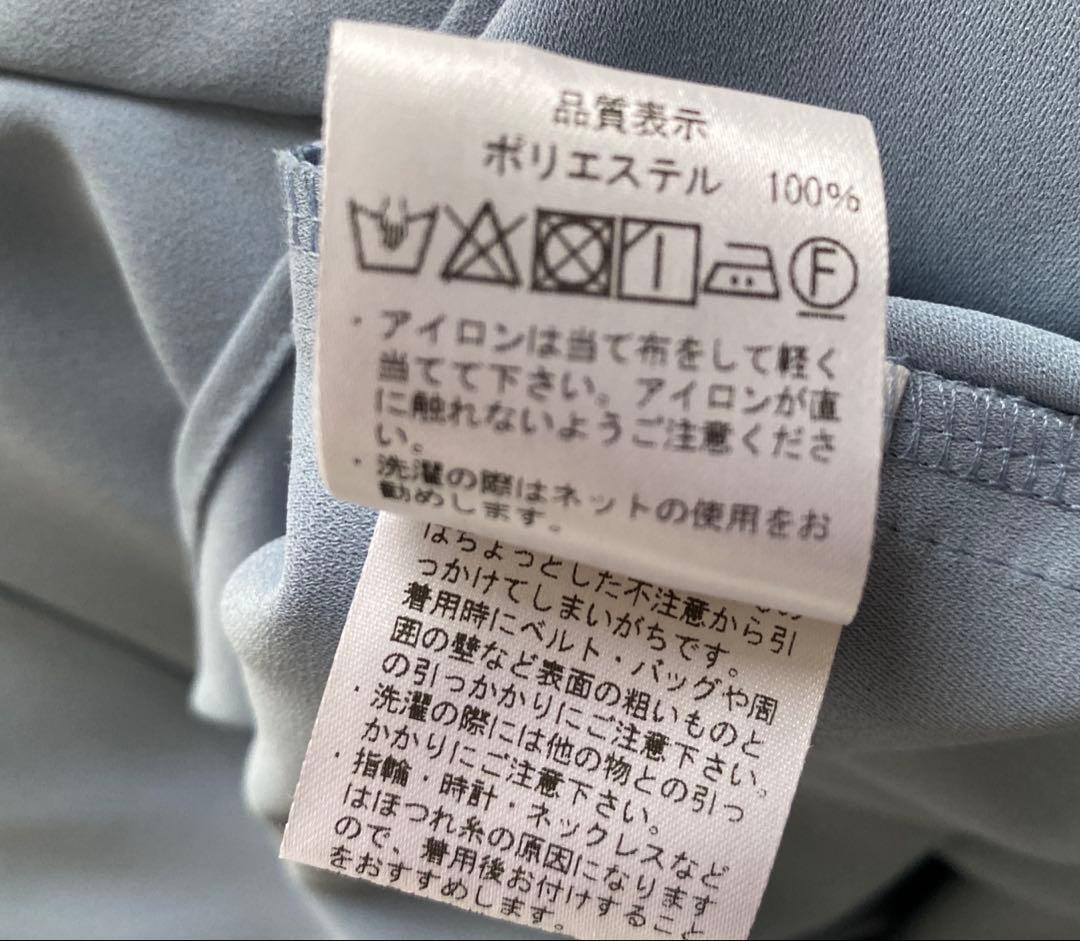 品質表示
ポリエステル 100%
F
・アイロンは当て布をして軽く
当てて下さい。アイロンが直
に触れないようご注意くださ
い。
・洗濯の際はネットの使用をお
勧めします。
はちょっとした不注意から引
っかけてしまいがちです。
着用時にベルト・バッグや周
囲の壁など表面の粗いものと
の引っかかりにご注意下さい。
・洗濯の際には他の物との引っ
かかりにご注意下さい。
・指輪・時計・ネックレスなど
はほつれ糸の原因になります
ので、着用後お付けすること
をおすすめします。